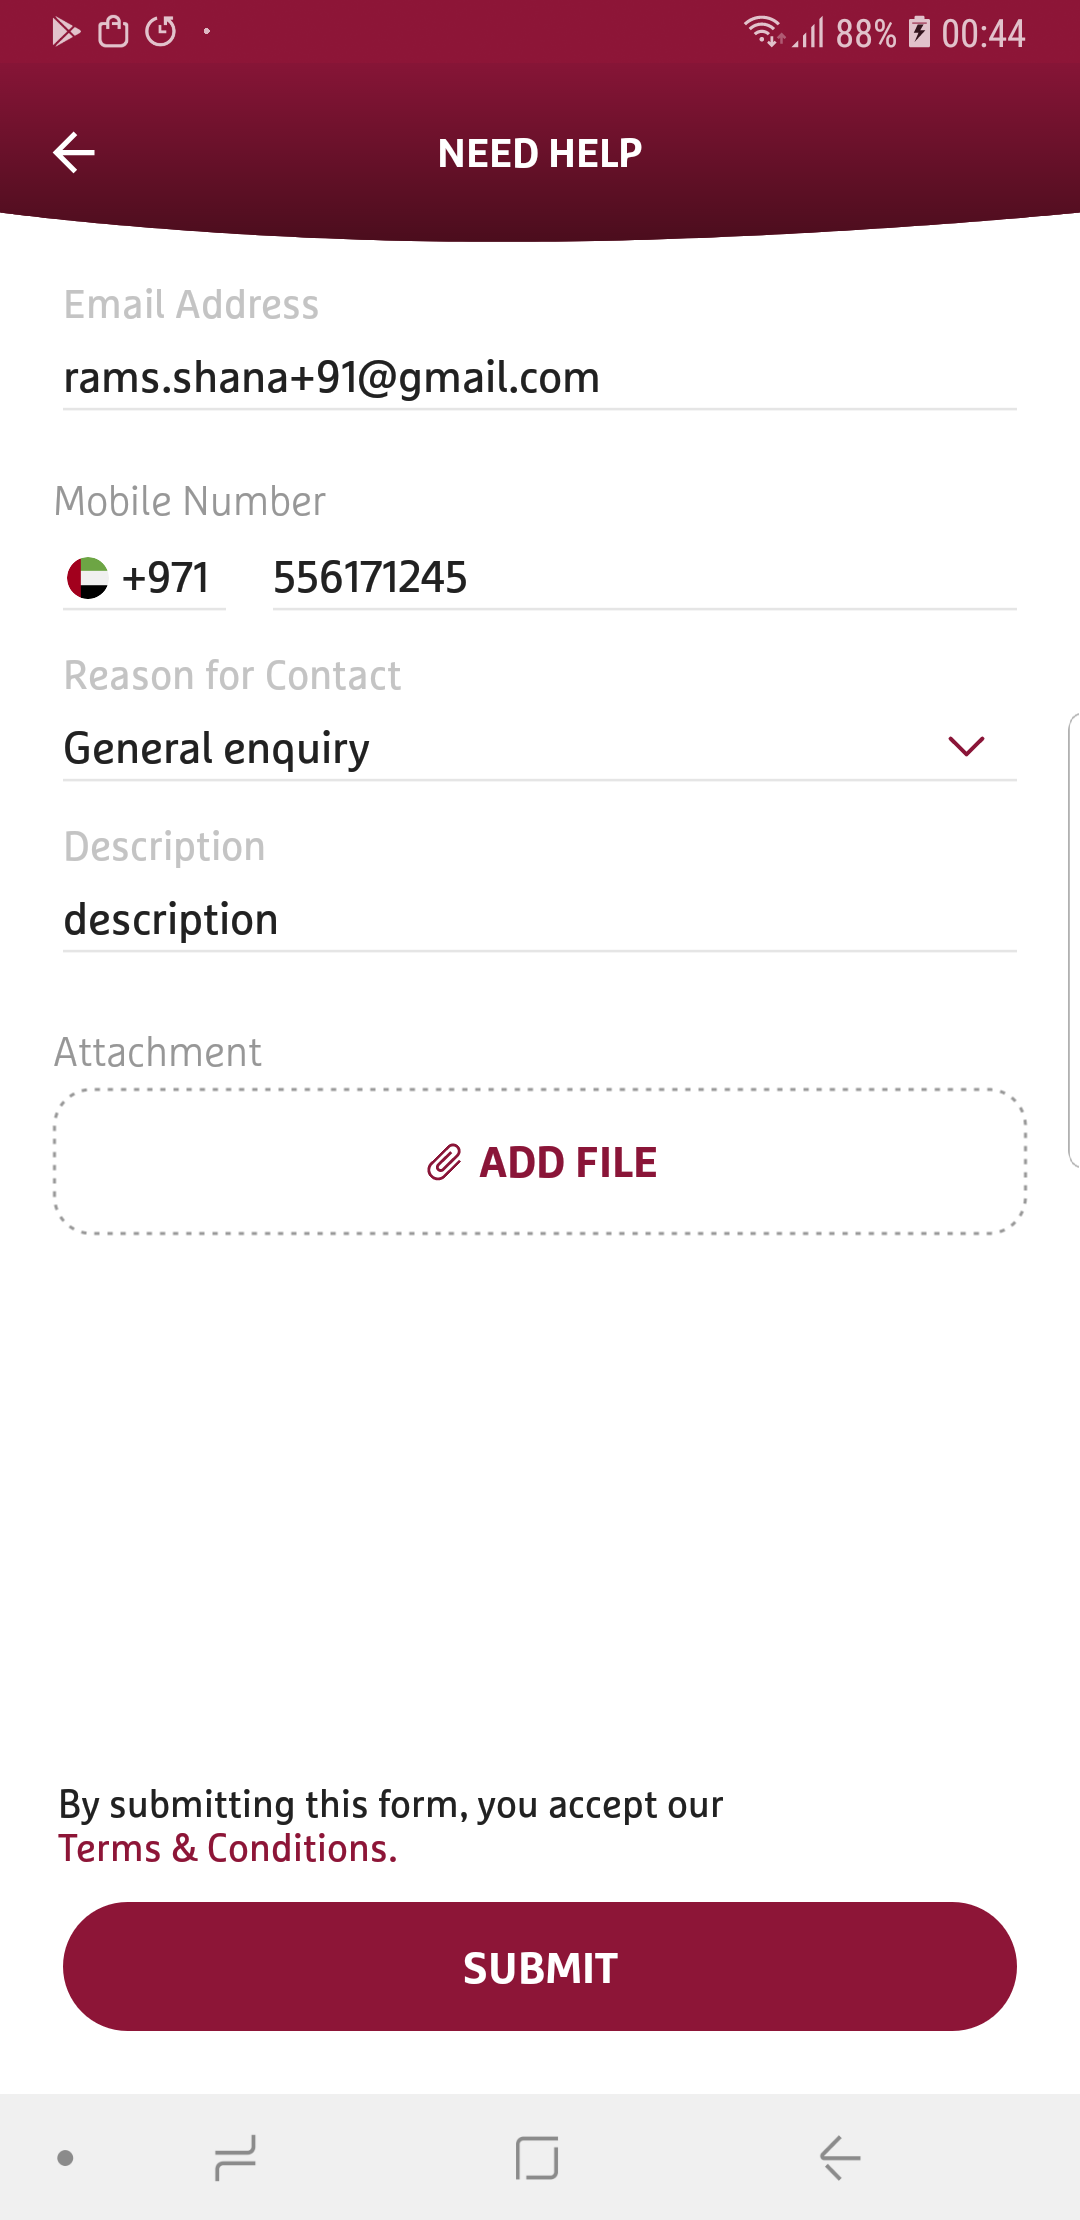 88% 00:44
NEED HELP
Email Address
rams.shana+91@gmail.com
Mobile Number
+971 556171245
Reason for Contact
General enquiry
Description
description
Attachment
ADD FILE
By submitting this form, you accept our
Terms & Conditions.
SUBMIT